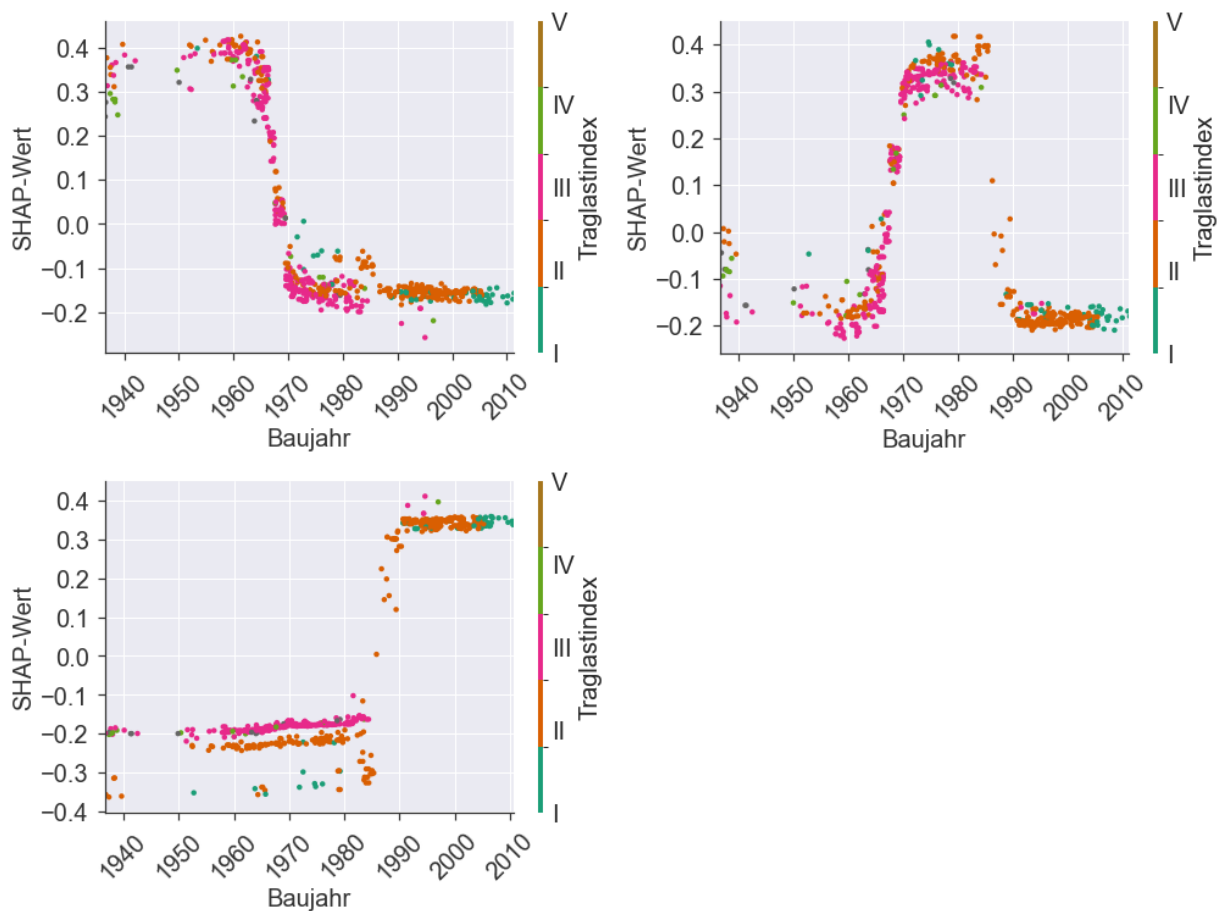 SHAP-Wert
0.4
0.3
0.2
0.1
0.0
−0.1
−0.2
1940
1950
1960
1970
1980
1990
2000
2010
Baujahr
V
IV
III
II
I
Traglastindex
SHAP-Wert
0.4
0.3
0.2
0.1
0.0
−0.1
−0.2
1940
1950
1960
1970
1980
1990
2000
2010
Baujahr
V
IV
III
II
I
Traglastindex
SHAP-Wert
0.4
0.3
0.2
0.1
0.0
−0.1
−0.2
−0.3
−0.4
1940
1950
1960
1970
1980
1990
2000
2010
Baujahr
V
IV
III
II
I
Traglastindex